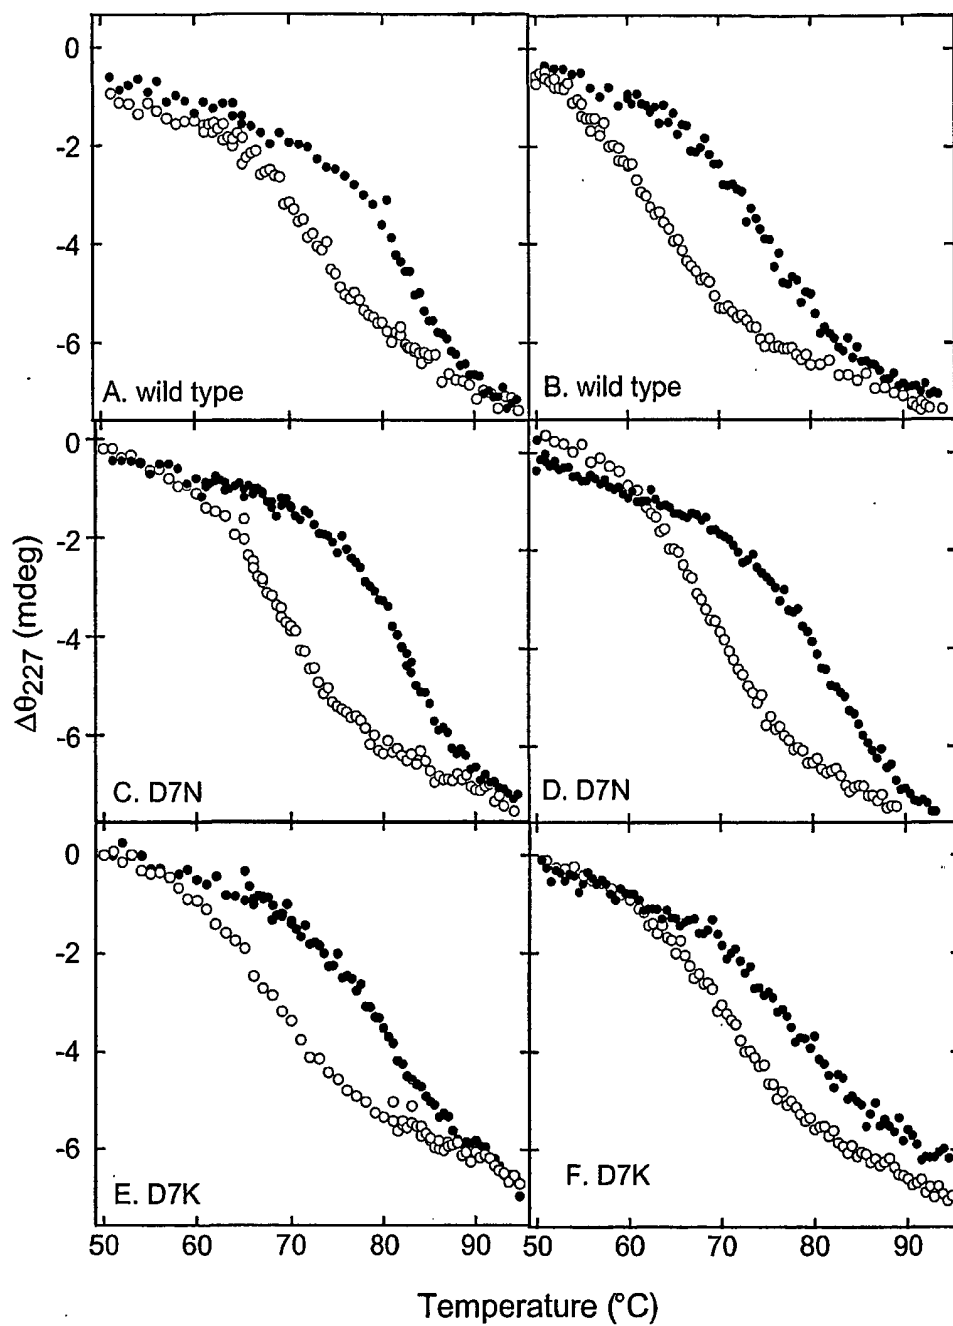 0
-2
-4
-6
A. wild type
B. wild type
0
-2
-4
-6
C. D7N
D. D7N
Δθ227 (mdeg)
0
-2
-4
-6
E. D7K
F. D7K
50 60 70 80 90 50 60 70 80 90
Temperature (°C)